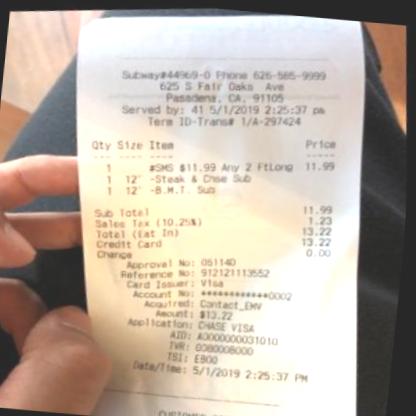 Subway#44969-0 Phone 626-585-9999
625 S Fair Oaks Ave
Pasadena, CA, 91105
Served by: 41 5/1/2019 2:25:37 pm
Term ID-Trans# 1/A-297424
Qty Size Item Price
1 #SMS $11.99 Any 2 FtLong 11.99
1 12" -Steak & Chse Sub
1 12" -B.M.T. Sub
Sub Total 11.99
Sales Tax (10.25%) 1.23
Total (Eat In) 13.22
Credit Card 13.22
Change 0.00
Approval No: 05114D
Reference No: 912121113552
Card Issuer: Visa
Account No: ************0002
Acquired: Contact_EMV
Amount: $13.22
Application: CHASE VISA
AID: A0000000031010
TVR: 0080008000
TSI: E800
Date/Time: 5/1/2019 2:25:37 PM